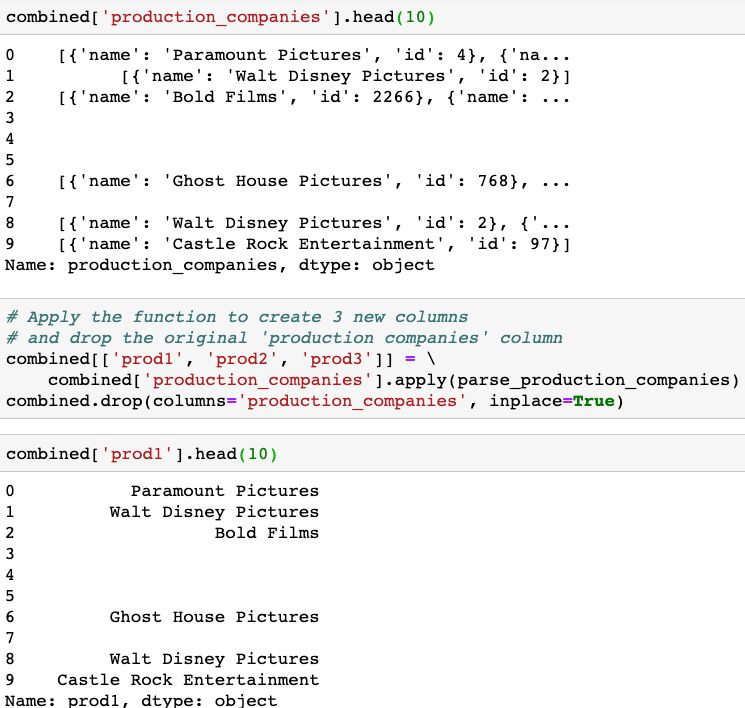 combined['production_companies'].head(10)
0    [{'name': 'Paramount Pictures', 'id': 4}, {'na...
1          [{'name': 'Walt Disney Pictures', 'id': 2}]
2    [{'name': 'Bold Films', 'id': 2266}, {'name': ...
3
4
5
6    [{'name': 'Ghost House Pictures', 'id': 768}, ...
7
8    [{'name': 'Walt Disney Pictures', 'id': 2}, {'...
9    [{'name': 'Castle Rock Entertainment', 'id': 97}]
Name: production_companies, dtype: object
# Apply the function to create 3 new columns
# and drop the original 'production companies' column
combined[['prod1', 'prod2', 'prod3']] = \
    combined['production_companies'].apply(parse_production_companies)
combined.drop(columns='production_companies', inplace=True)
combined['prod1'].head(10)
0           Paramount Pictures
1         Walt Disney Pictures
2                   Bold Films
3
4
5
6         Ghost House Pictures
7
8         Walt Disney Pictures
9    Castle Rock Entertainment
Name: prod1, dtype: object